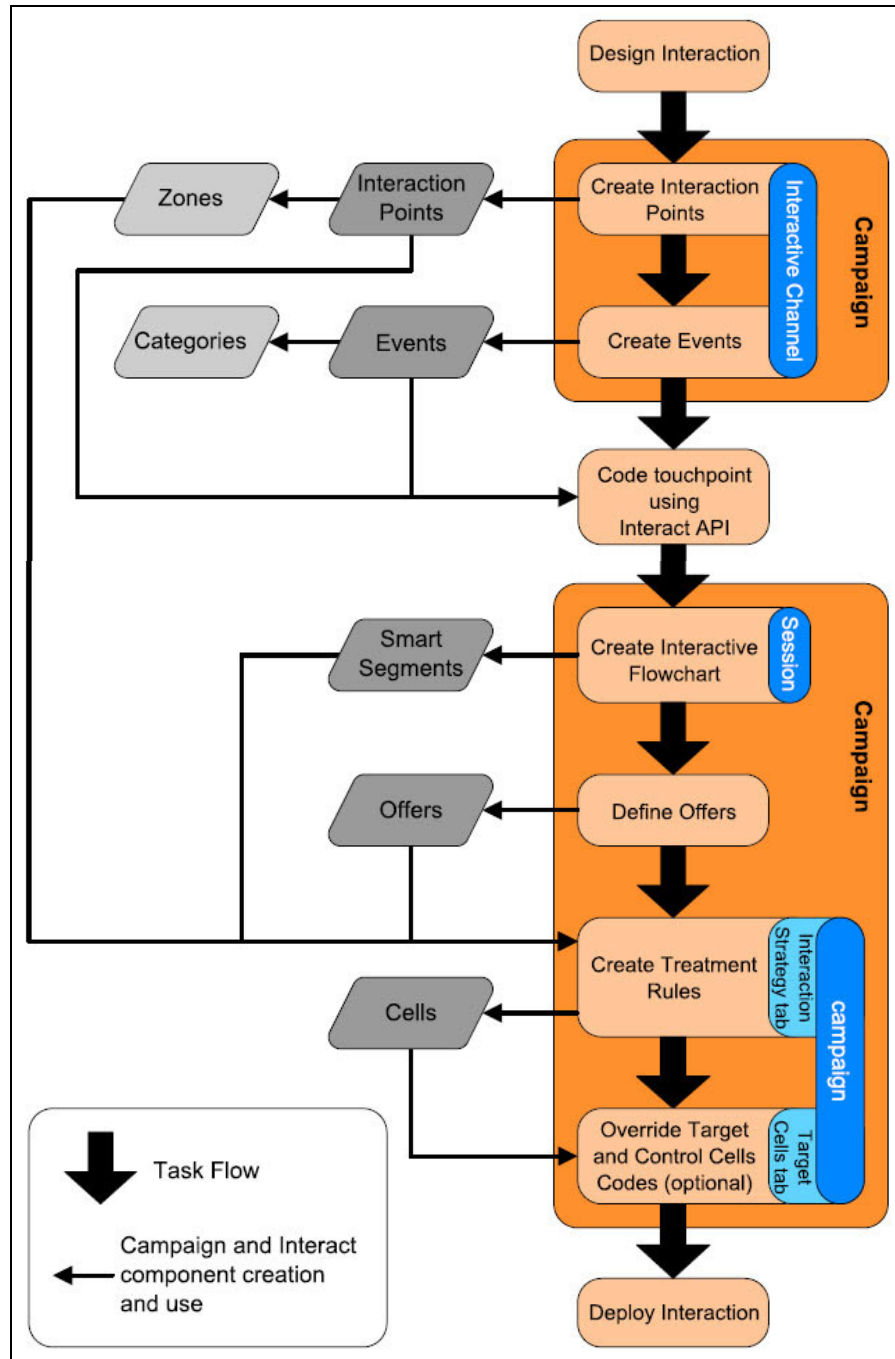 Design Interaction
Zones
Interaction
Points
Create Interaction
Points
Interactive Channel
Campaign
Categories
Events
Create Events
Code touchpoint
using
Interact API
Smart
Segments
Create Interactive
Flowchart
Session
Campaign
Offers
Define Offers
Create Treatment
Rules
Interaction
Strategy tab
campaign
Cells
Override Target
and Control Cells
Codes (optional)
Target
Cells tab
Task Flow
Campaign and Interact
component creation
and use
Deploy Interaction